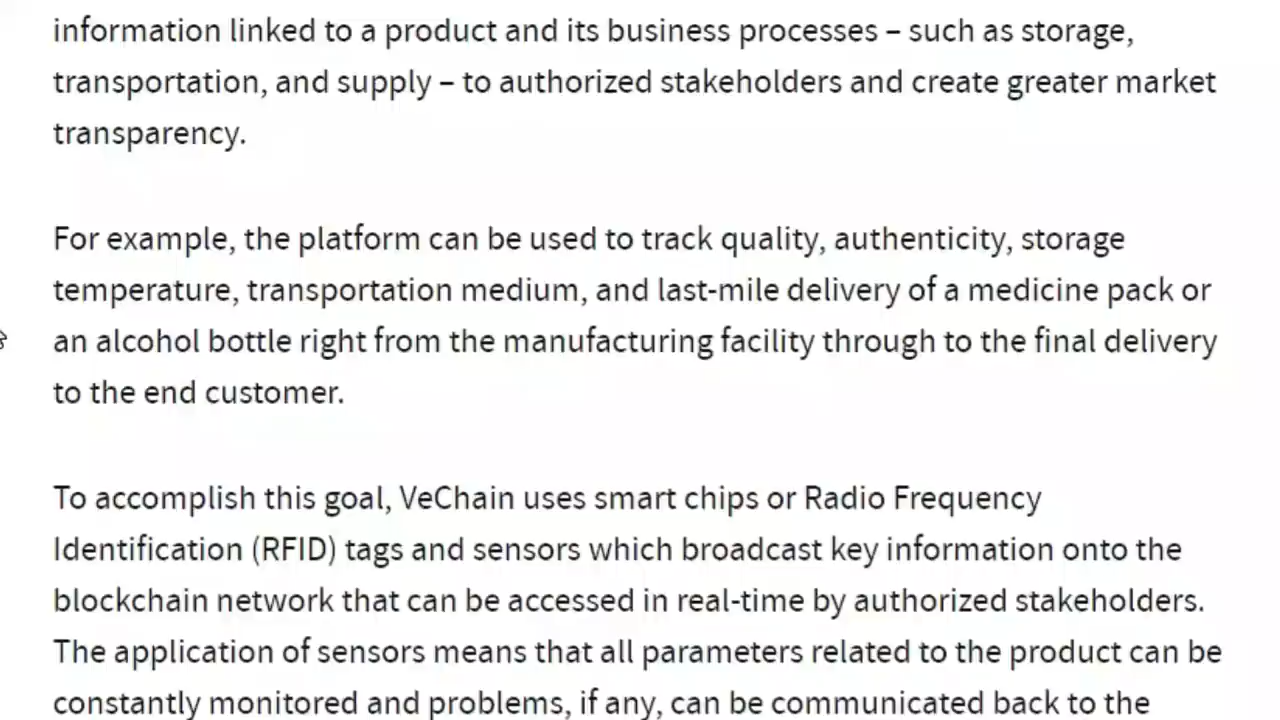 information linked to a product and its business processes – such as storage,
transportation, and supply – to authorized stakeholders and create greater market
transparency.
For example, the platform can be used to track quality, authenticity, storage
temperature, transportation medium, and last-mile delivery of a medicine pack or
an alcohol bottle right from the manufacturing facility through to the final delivery
to the end customer.
To accomplish this goal, VeChain uses smart chips or Radio Frequency
Identification (RFID) tags and sensors which broadcast key information onto the
blockchain network that can be accessed in real-time by authorized stakeholders.
The application of sensors means that all parameters related to the product can be
constantly monitored and problems, if any, can be communicated back to the